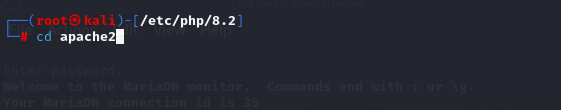 ┌──(root㉿kali)-[/etc/php/8.2]
└─# cd apache2
Enter password:
Welcome to the MariaDB monitor.  Commands end with ; or \g.
Your MariaDB connection id is 35